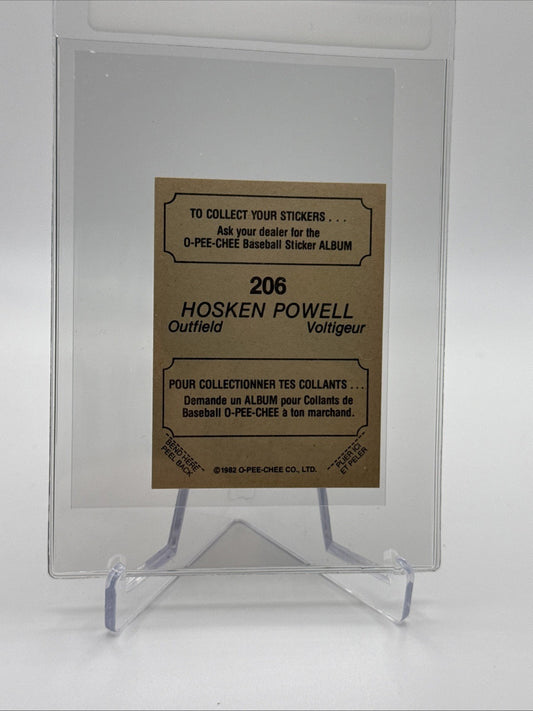 TO COLLECT YOUR STICKERS . . .
Ask your dealer for the
O-PEE-CHEE Baseball Sticker ALBUM
206
HOSKEN POWELL
Outfield Voltigeur
POUR COLLECTIONNER TES COLLANTS . . .
Demande un ALBUM pour Collants de
Baseball O-PEE-CHEE à ton marchand.
BEND HERE
PEEL BACK
©1982 O-PEE-CHEE CO., LTD.
PLIER ICI
ET PELER